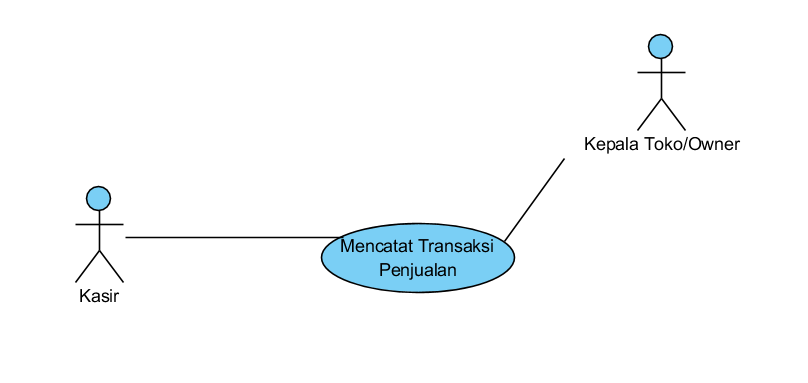 Kepala Toko/Owner
Mencatat Transaksi
Penjualan
Kasir